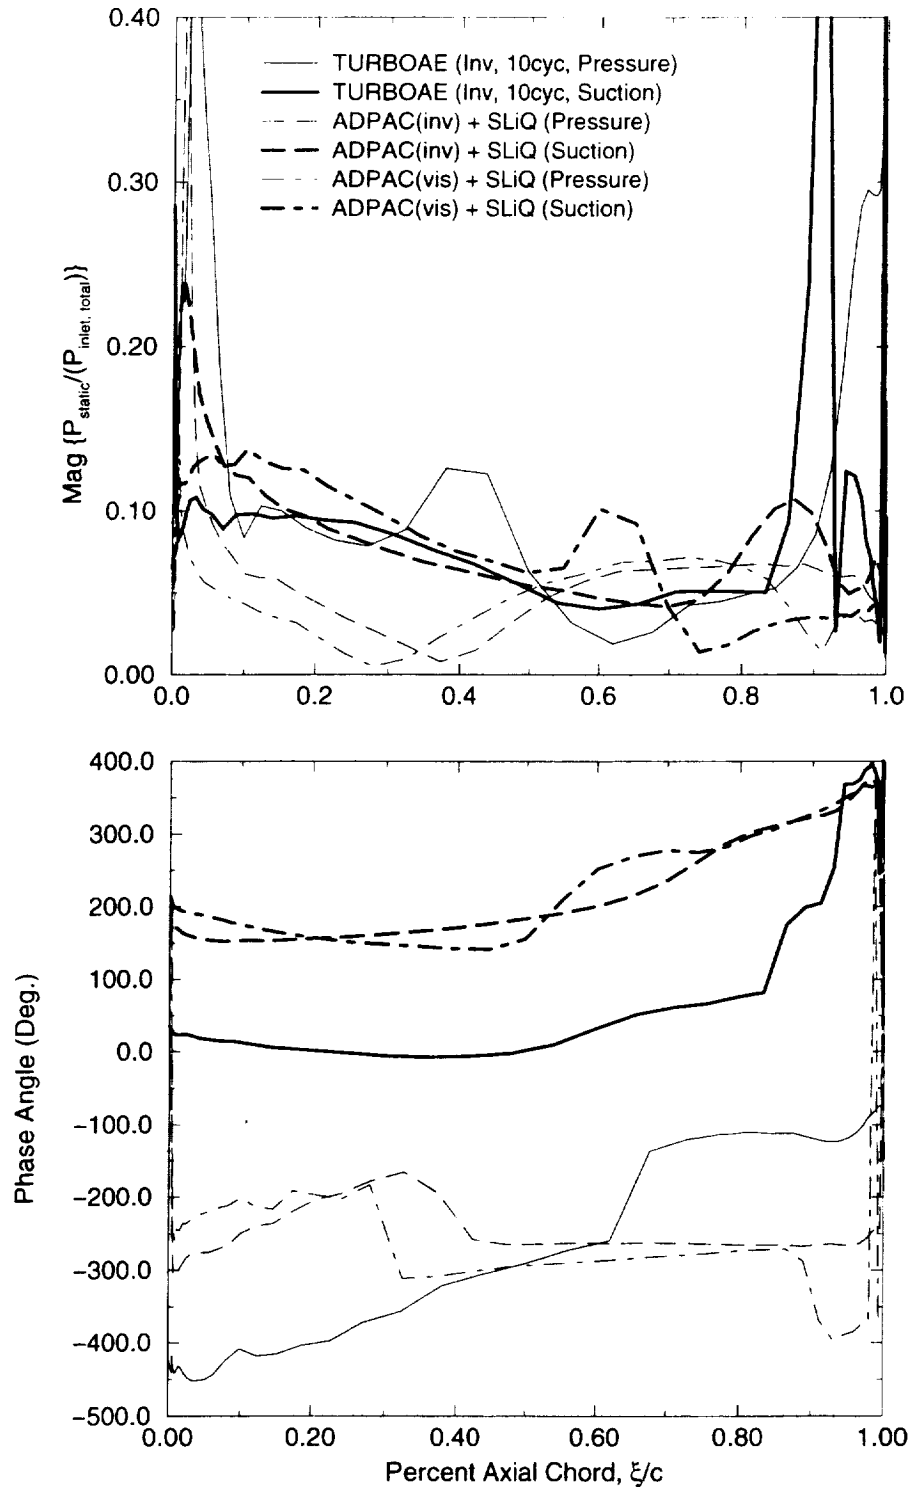 0.40
TURBOAE (Inv, 10cyc, Pressure)
TURBOAE (Inv, 10cyc, Suction)
ADPAC(inv) + SLiQ (Pressure)
ADPAC(inv) + SLiQ (Suction)
ADPAC(vis) + SLiQ (Pressure)
ADPAC(vis) + SLiQ (Suction)
0.30
0.20
0.10
0.00
Mag {P_static/(P_inlet, total)}
0.0 0.2 0.4 0.6 0.8 1.0
400.0
300.0
200.0
100.0
0.0
−100.0
−200.0
−300.0
−400.0
−500.0
Phase Angle (Deg.)
0.00 0.20 0.40 0.60 0.80 1.00
Percent Axial Chord, ξ/c